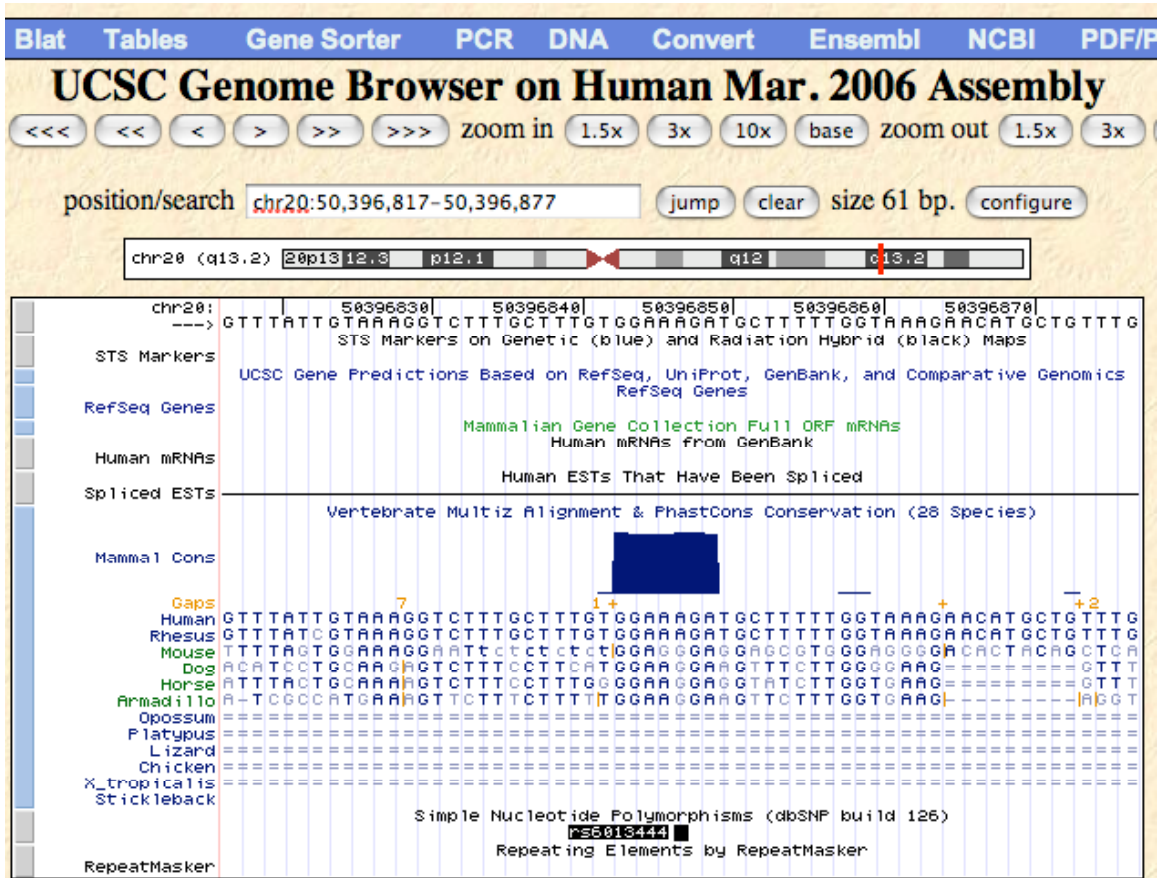 Blat Tables Gene Sorter PCR DNA Convert Ensembl NCBI PDF/P
UCSC Genome Browser on Human Mar. 2006 Assembly
<<< << < > >> >>> zoom in 1.5x 3x 10x base zoom out 1.5x 3x
position/search chr20:50,396,817-50,396,877 jump clear size 61 bp. configure
chr20 (q13.2) 20p13 12.3 p12.1 q12 q13.2
chr20: 50396830| 50396840| 50396850| 50396860| 50396870|
---> GTTTATTGTAAAGGTCTTTGCTTTGTGGAAAGATGCTTTTTGGTAAAGAACATGCTGTTTG
STS Markers on Genetic (blue) and Radiation Hybrid (black) Maps
STS Markers
UCSC Gene Predictions Based on RefSeq, UniProt, GenBank, and Comparative Genomics
RefSeq Genes
RefSeq Genes
Mammalian Gene Collection Full ORF mRNAs
Human mRNAs from GenBank
Human mRNAs
Human ESTs That Have Been Spliced
Spliced ESTs
Vertebrate Multiz Alignment & PhastCons Conservation (28 Species)
Mammal Cons
Gaps 7 1 + + + 2
Human GTTTATTGTAAAGGTCTTTGCTTTGTGGAAAGATGCTTTTTGGTAAAGAACATGCTGTTTG
Rhesus GTTTATCGTAAAGGTCTTTGCTTTGTGGAAAGATGCTTTTTGGTAAAGAACATGCTGTTTG
Mouse TTTTAGTGGAAAGGAATtctctctctGGAGGGAGGAGCGTGGGAGGGGACACTACAGCTCA
Dog ACATCCTGCAAGAGTCTTTCCTTCATGGAAGGAAGTTTCTTGGGGAAG---------GTTT
Horse ATTTACTGCAAAAGTCTTTCCTTTGGGGAAGGAGGTATCTTGGTGAAG---------GTTT
Armadillo A-TCGCCATGAAAGTTCTTTCTTTTTGGAAGGAAGTTCTTTGGTGAAG---------AGGT
Opossum =============================================================
Platypus =============================================================
Lizard =============================================================
Chicken =============================================================
X_tropicalis =============================================================
Stickleback
Simple Nucleotide Polymorphisms (dbSNP build 126)
rs6013444
Repeating Elements by RepeatMasker
RepeatMasker